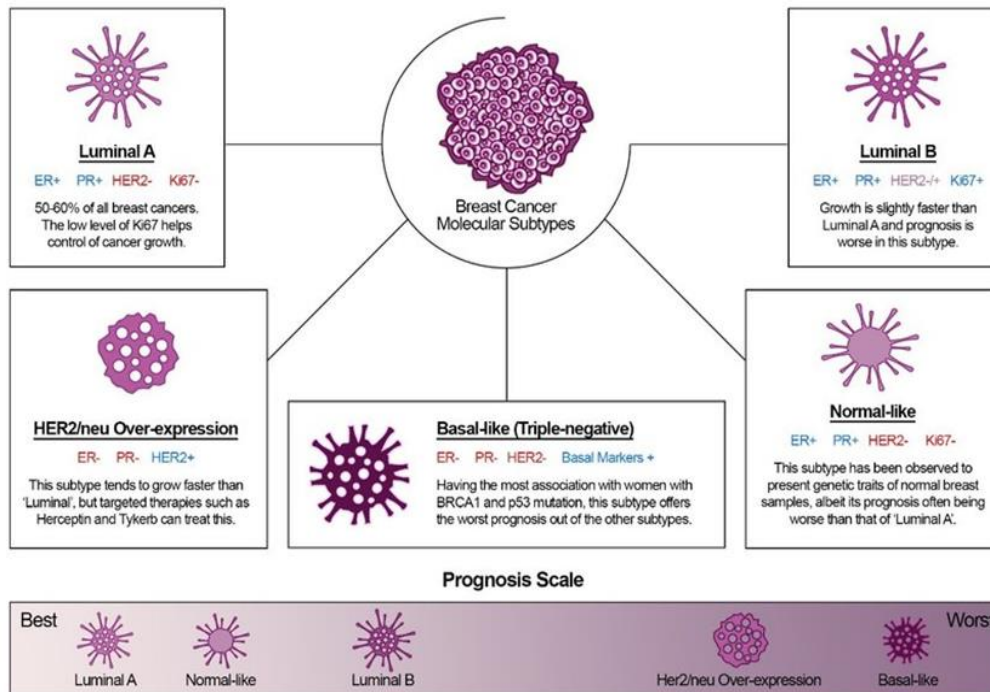 Breast Cancer
Molecular Subtypes
Luminal A
ER+ PR+ HER2- Ki67-
50-60% of all breast cancers.
The low level of Ki67 helps
control of cancer growth.
Luminal B
ER+ PR+ HER2-/+ Ki67+
Growth is slightly faster than
Luminal A and prognosis is
worse in this subtype.
HER2/neu Over-expression
ER- PR- HER2+
This subtype tends to grow faster than
‘Luminal’, but targeted therapies such as
Herceptin and Tykerb can treat this.
Basal-like (Triple-negative)
ER- PR- HER2- Basal Markers +
Having the most association with women with
BRCA1 and p53 mutation, this subtype offers
the worst prognosis out of the other subtypes.
Normal-like
ER+ PR+ HER2- Ki67-
This subtype has been observed to
present genetic traits of normal breast
samples, albeit its prognosis often being
worse than that of ‘Luminal A’.
Prognosis Scale
Best Worst
Luminal A Normal-like Luminal B Her2/neu Over-expression Basal-like